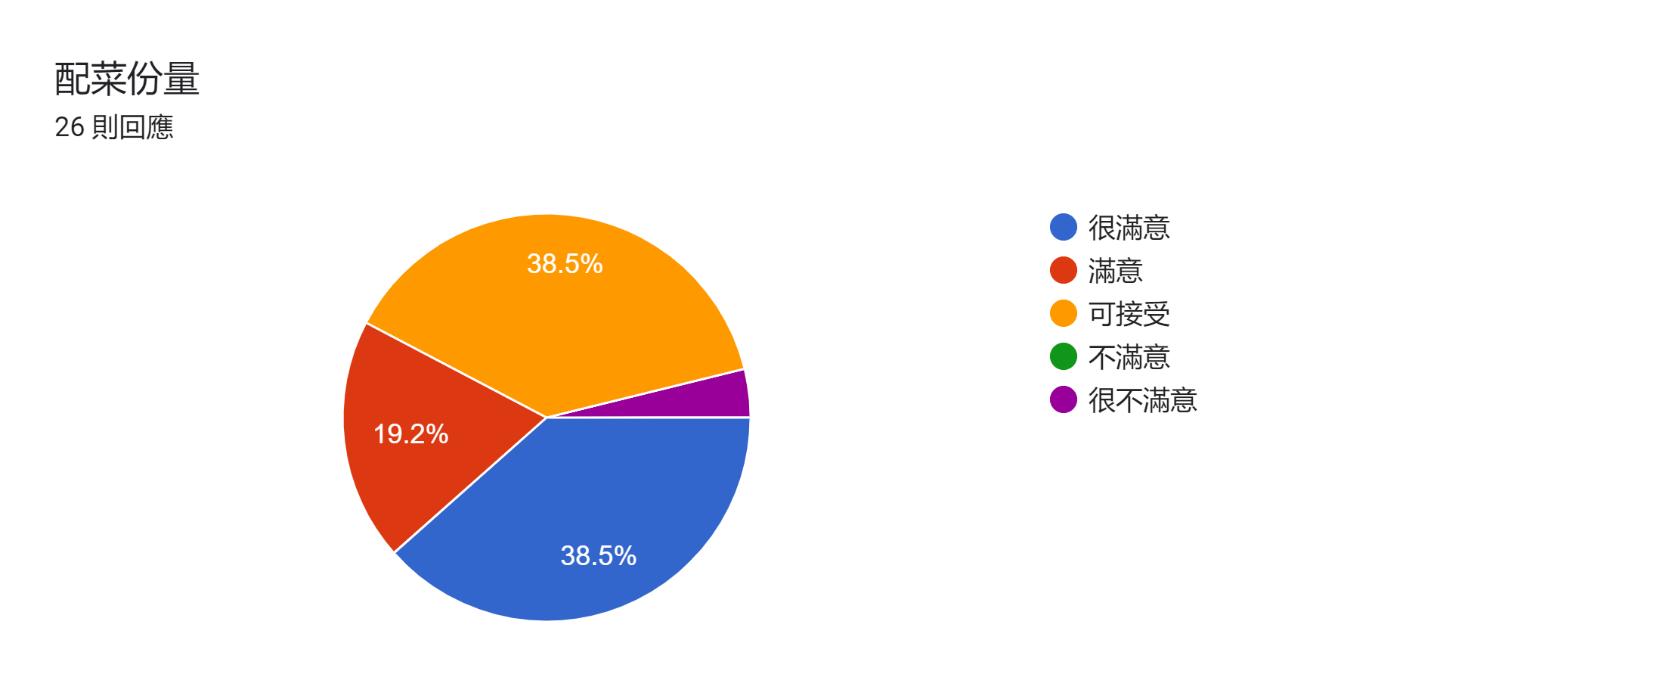 配菜份量
26 則回應
38.5%
19.2%
38.5%
很滿意
滿意
可接受
不滿意
很不滿意